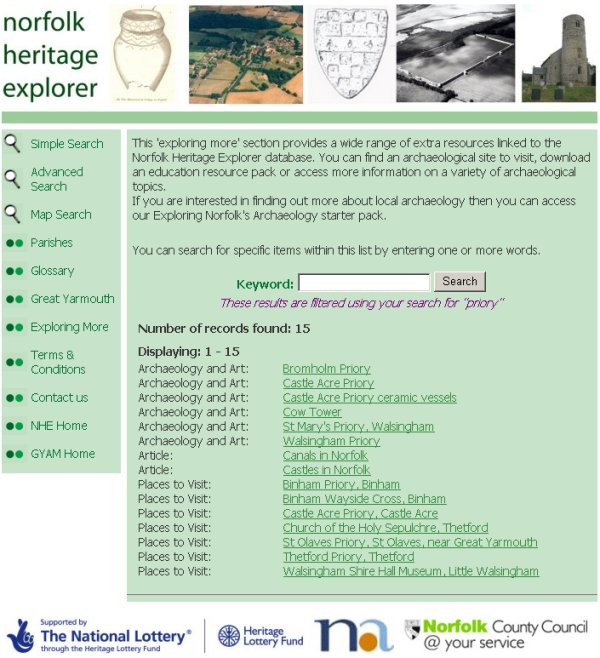 norfolk
heritage
explorer
Simple Search
Advanced
Search
Map Search
Parishes
Glossary
Great Yarmouth
Exploring More
Terms &
Conditions
Contact us
NHE Home
GYAM Home
This 'exploring more' section provides a wide range of extra resources linked to the
Norfolk Heritage Explorer database. You can find an archaeological site to visit, download
an education resource pack or access more information on a variety of archaeological
topics.
If you are interested in finding out more about local archaeology then you can access
our Exploring Norfolk's Archaeology starter pack.
You can search for specific items within this list by entering one or more words.
Keyword: Search
These results are filtered using your search for "priory"
Number of records found: 15
Displaying: 1 - 15
Archaeology and Art: Bromholm Priory
Archaeology and Art: Castle Acre Priory
Archaeology and Art: Castle Acre Priory ceramic vessels
Archaeology and Art: Cow Tower
Archaeology and Art: St Mary's Priory, Walsingham
Archaeology and Art: Walsingham Priory
Article: Canals in Norfolk
Article: Castles in Norfolk
Places to Visit: Binham Priory, Binham
Places to Visit: Binham Wayside Cross, Binham
Places to Visit: Castle Acre Priory, Castle Acre
Places to Visit: Church of the Holy Sepulchre, Thetford
Places to Visit: St Olaves Priory, St Olaves, near Great Yarmouth
Places to Visit: Thetford Priory, Thetford
Places to Visit: Walsingham Shire Hall Museum, Little Walsingham
Supported by
The National Lottery®
through the Heritage Lottery Fund
Heritage
Lottery Fund
na
Norfolk County Council
@ your service